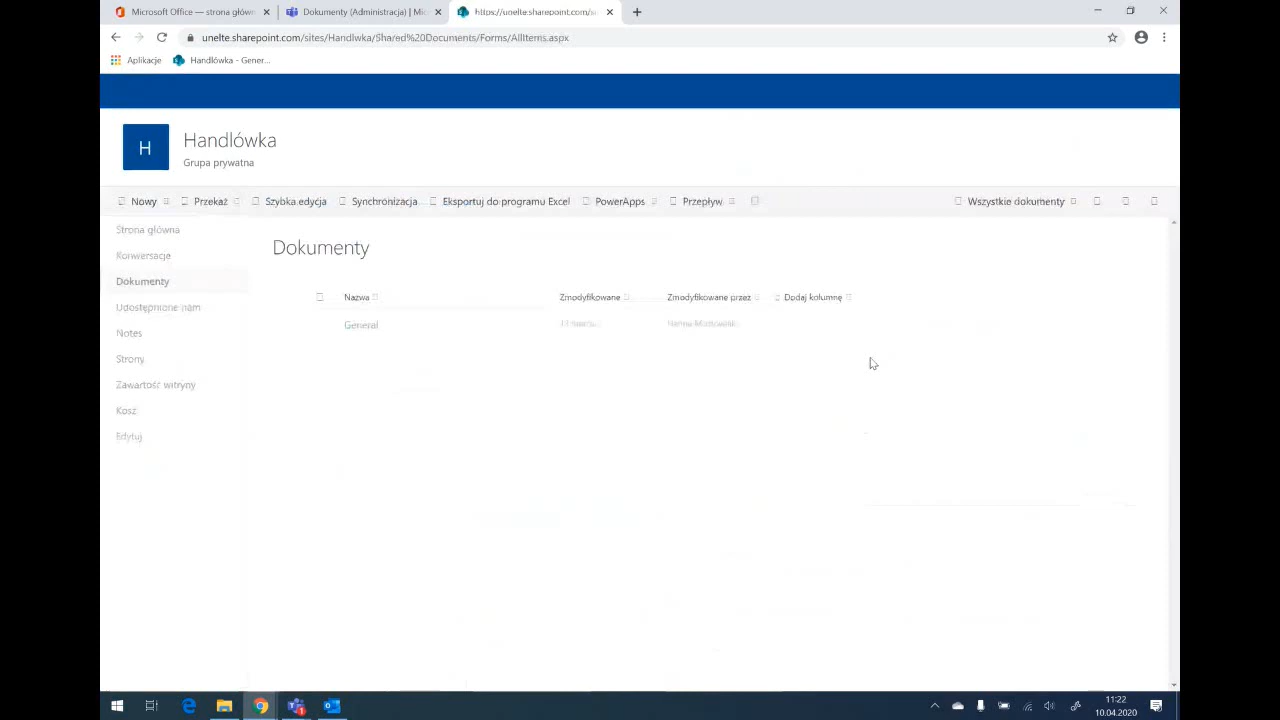 Microsoft Office — strona główn
Dokumenty (Administracja) | Mic
https://unelte.sharepoint.com/si
unelte.sharepoint.com/sites/Handlwka/Shared%20Documents/Forms/AllItems.aspx
Aplikacje
Handlówka - Gener...
H
Handlówka
Grupa prywatna
Nowy
Przekaż
Szybka edycja
Synchronizacja
Eksportuj do programu Excel
PowerApps
Przepływ
Wszystkie dokumenty
Strona główna
Konwersacje
Dokumenty
Udostępnione nam
Notes
Strony
Zawartość witryny
Kosz
Edytuj
Dokumenty
Nazwa
Zmodyfikowane
Zmodyfikowane przez
Dodaj kolumnę
General
11:22
10.04.2020